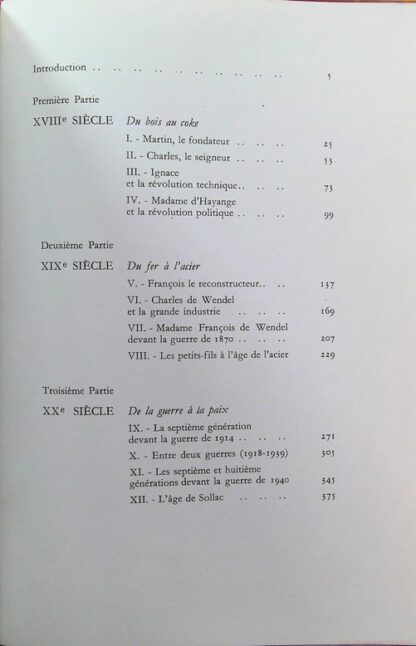 Introduction .. .. .. .. .. .. .. .. .. .. 5
Première Partie
XVIIIe SIÈCLE Du bois au coke
I. - Martin, le fondateur .. .. .. 25
II. - Charles, le seigneur .. .. .. 53
III. - Ignace
et la révolution technique.. .. .. 73
IV. - Madame d'Hayange
et la révolution politique .. .. .. 99
Deuxième Partie
XIXe SIÈCLE Du fer à l'acier
V. - François le reconstructeur.. .. 137
VI. - Charles de Wendel
et la grande industrie .. .. .. 169
VII. - Madame François de Wendel
devant la guerre de 1870 .. .. .. 207
VIII. - Les petits-fils à l'âge de l'acier 229
Troisième Partie
XXe SIÈCLE De la guerre à la paix
IX. - La septième génération
devant la guerre de 1914 .. .. .. 271
X. - Entre deux guerres (1918-1939) 305
XI. - Les septième et huitième
générations devant la guerre de 1940 343
XII. - L'âge de Sollac .. .. .. 375